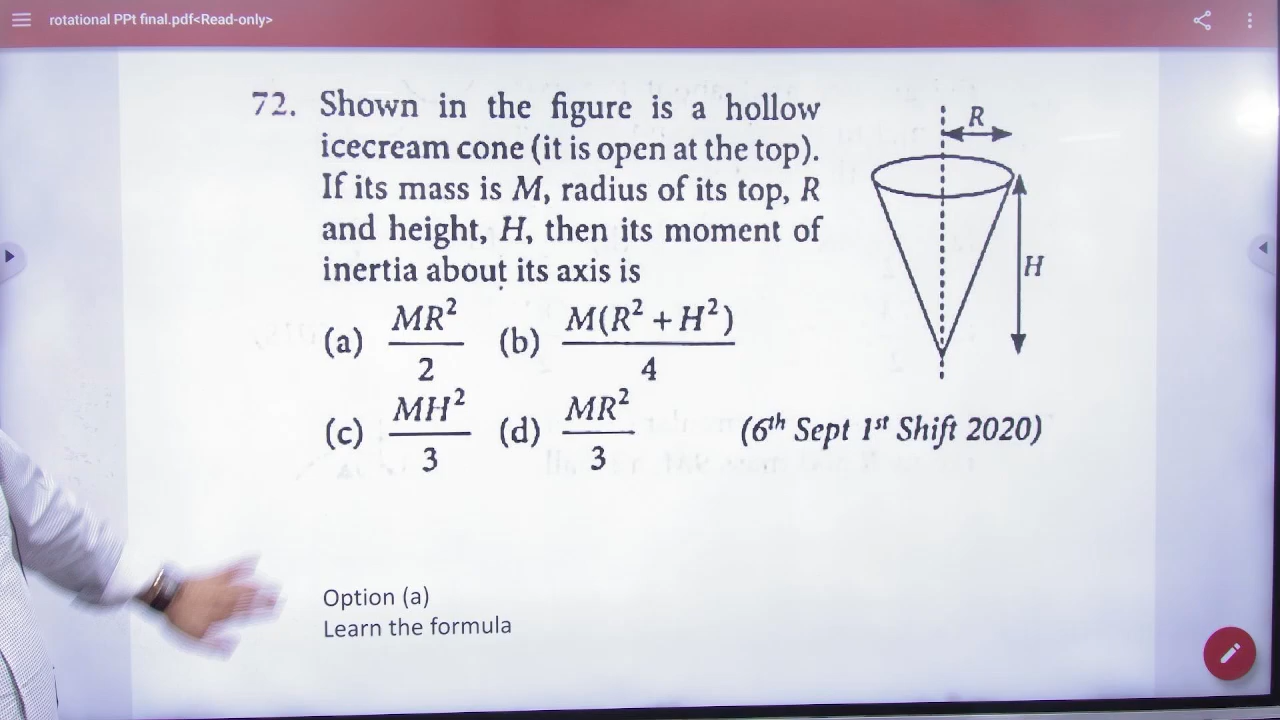 rotational PPt final.pdf<Read-only>
72. Shown in the figure is a hollow
icecream cone (it is open at the top).
If its mass is M, radius of its top, R
and height, H, then its moment of
inertia about its axis is
(a) MR²/2 (b) M(R² + H²)/4
(c) MH²/3 (d) MR²/3 (6th Sept 1st Shift 2020)
R
H
Option (a)
Learn the formula